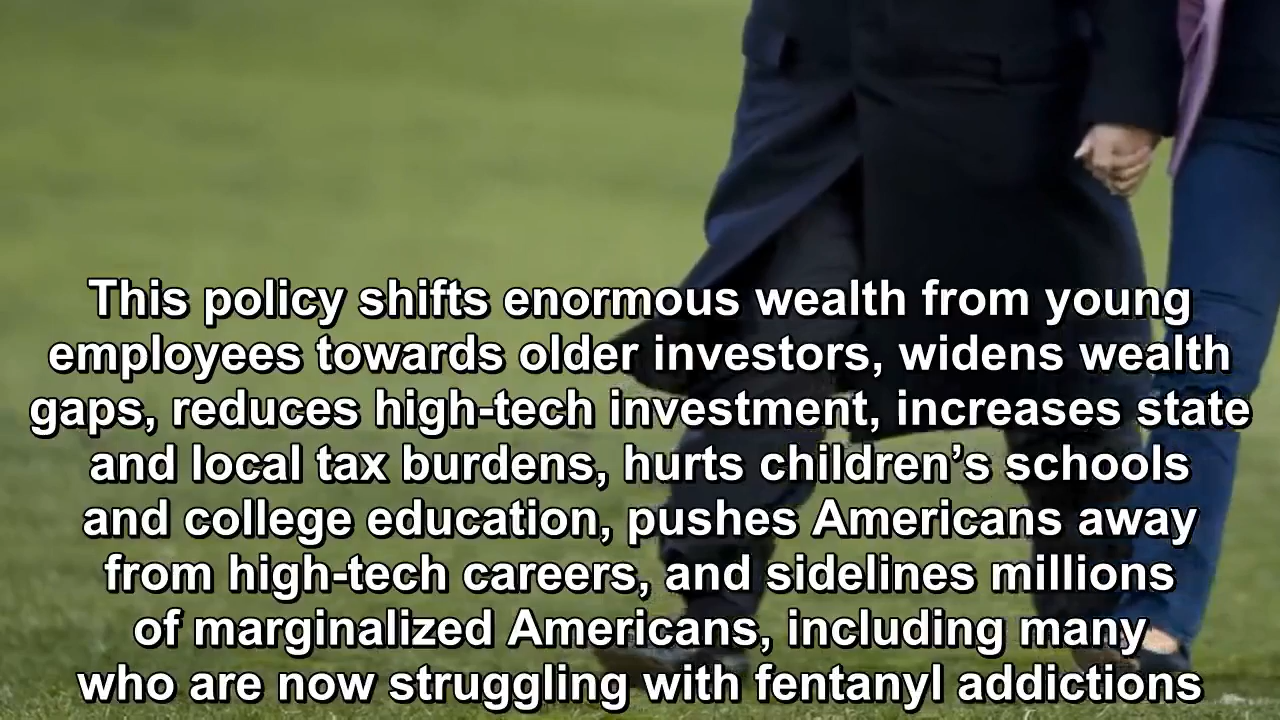 This policy shifts enormous wealth from young
employees towards older investors, widens wealth
gaps, reduces high-tech investment, increases state
and local tax burdens, hurts children’s schools
and college education, pushes Americans away
from high-tech careers, and sidelines millions
of marginalized Americans, including many
who are now struggling with fentanyl addictions